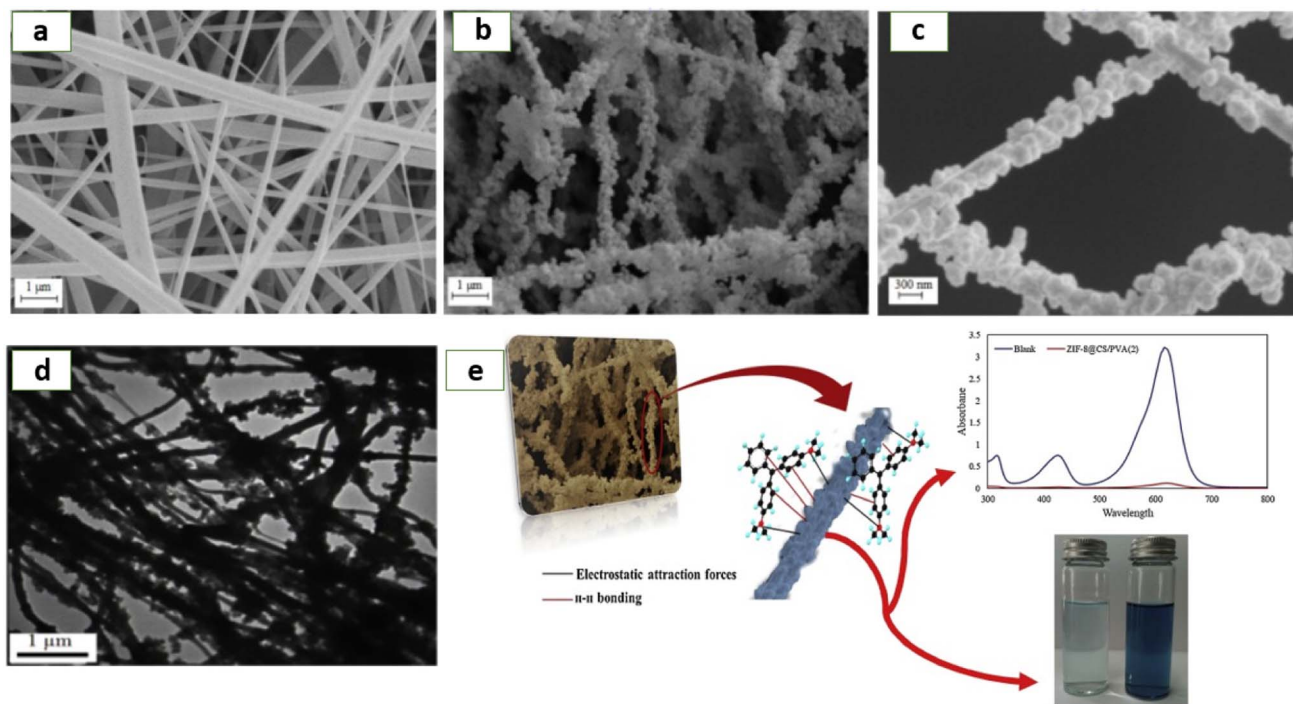 a
b
c
1 μm
1 μm
300 nm
d
1 μm
e
Electrostatic attraction forces
π-π bonding
Blank
ZIF-8@CS/PVA(2)
Absorbane
3.5
3
2.5
2
1.5
1
0.5
0
300
400
500
600
700
800
Wavelength